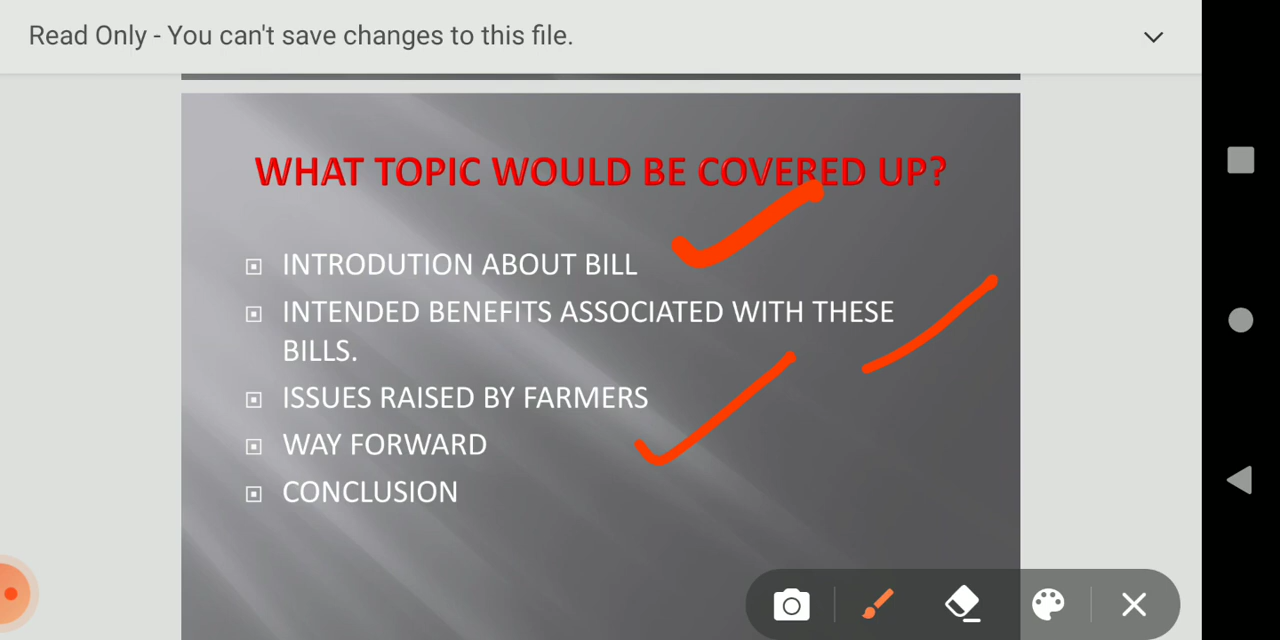 Read Only - You can't save changes to this file.
WHAT TOPIC WOULD BE COVERED UP?
INTRODUTION ABOUT BILL
INTENDED BENEFITS ASSOCIATED WITH THESE
BILLS.
ISSUES RAISED BY FARMERS
WAY FORWARD
CONCLUSION